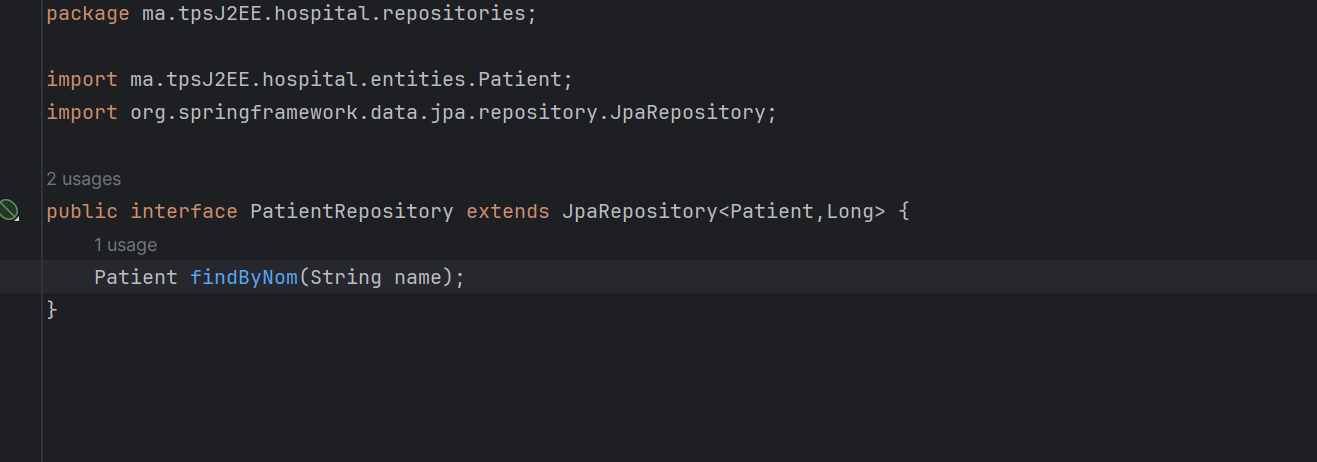 package ma.tpsJ2EE.hospital.repositories;
import ma.tpsJ2EE.hospital.entities.Patient;
import org.springframework.data.jpa.repository.JpaRepository;
2 usages
public interface PatientRepository extends JpaRepository<Patient,Long> {
1 usage
Patient findByNom(String name);
}